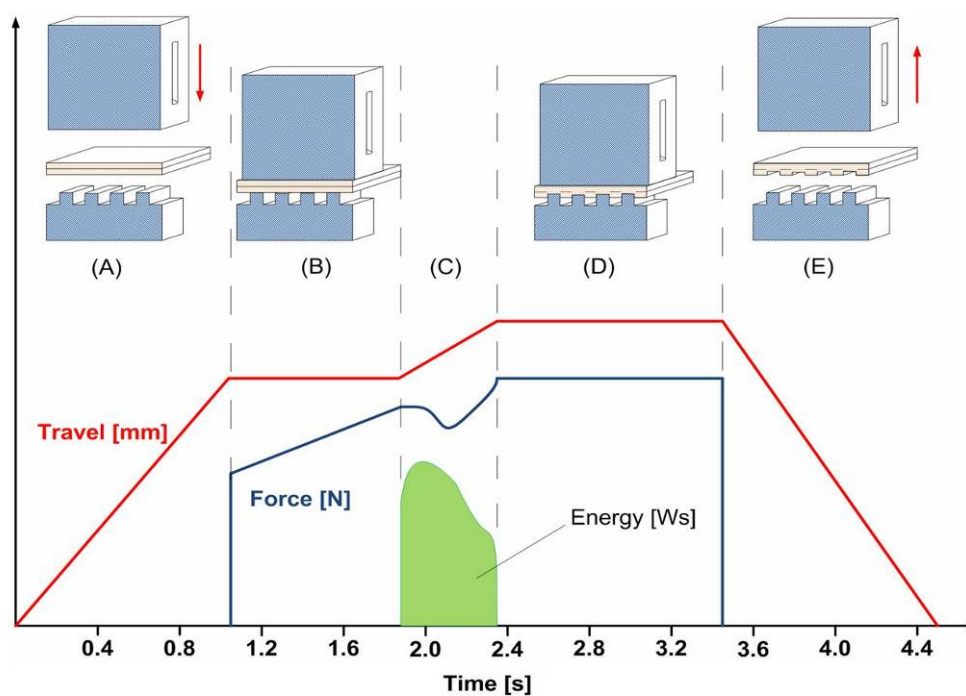 (A)
(B)
(C)
(D)
(E)
Travel [mm]
Force [N]
Energy [Ws]
0.4 0.8 1.2 1.6 2.0 2.4 2.8 3.2 3.6 4.0 4.4
Time [s]